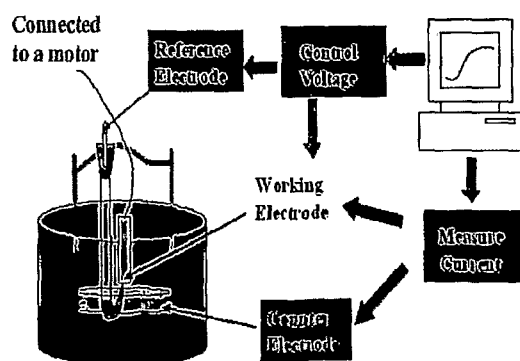 Connected
to a motor
Reference
Electrode
Control
Voltage
Working
Electrode
Measure
Current
Counter
Electrode